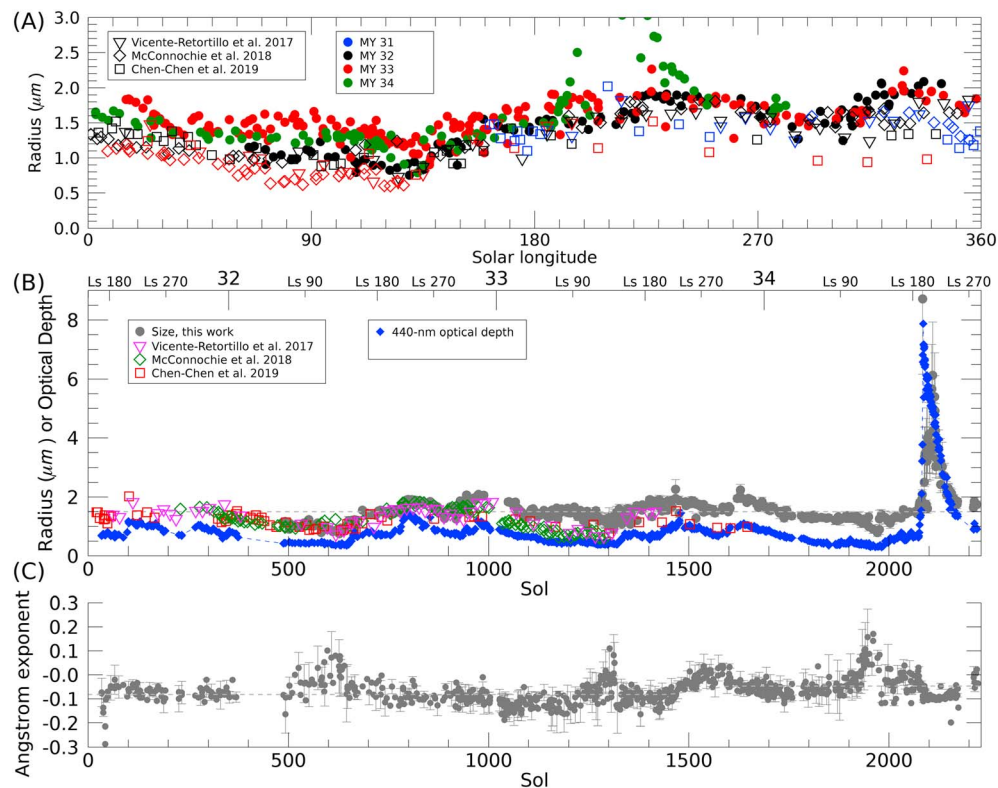 (A)
Radius (μm )
3.0
2.5
2.0
1.5
1.0
0.5
0.0
Vicente-Retortillo et al. 2017
McConnochie et al. 2018
Chen-Chen et al. 2019
MY 31
MY 32
MY 33
MY 34
0
90
180
270
360
Solar longitude
(B)
Ls 180
Ls 270
32
Ls 90
Ls 180
Ls 270
33
Ls 90
Ls 180
Ls 270
34
Ls 90
Ls 180
Ls 270
Radius (μm ) or Optical Depth
8
6
4
2
0
Size, this work
Vicente-Retortillo et al. 2017
McConnochie et al. 2018
Chen-Chen et al. 2019
440-nm optical depth
0
500
1000
1500
2000
Sol
(C)
Angstrom exponent
0.3
0.2
0.1
-0.0
-0.1
-0.2
-0.3
0
500
1000
1500
2000
Sol